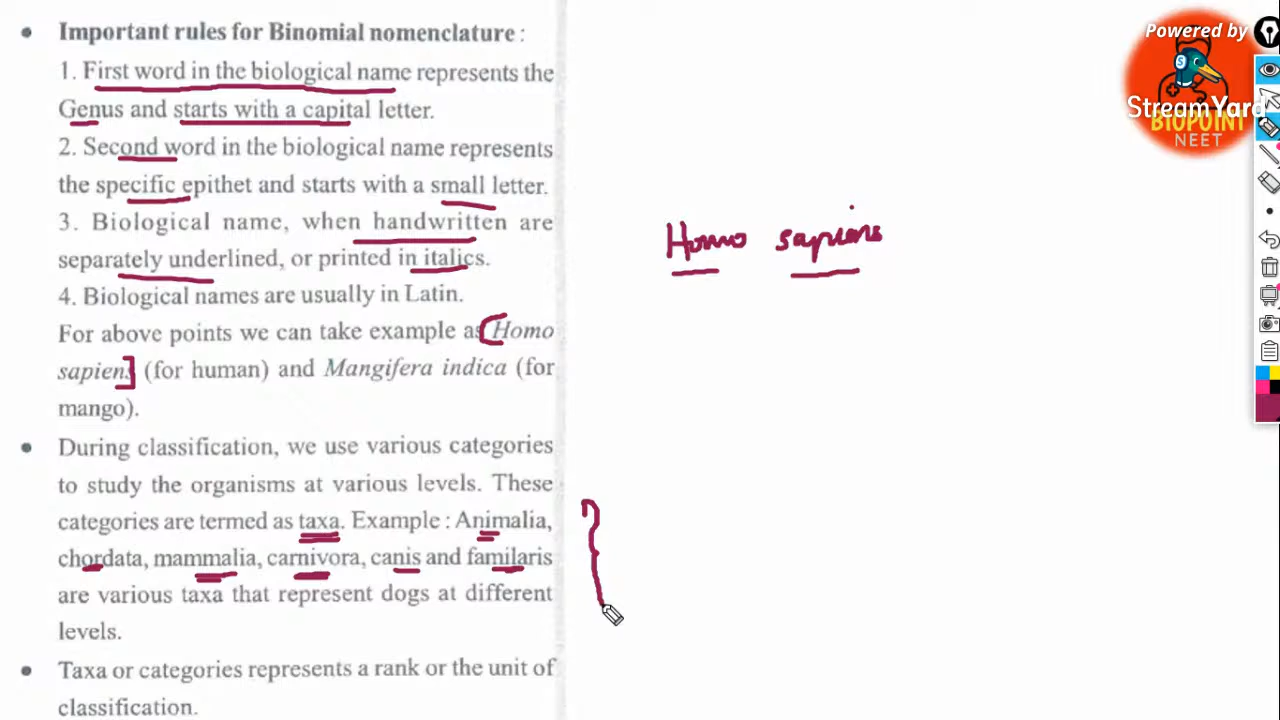 • Important rules for Binomial nomenclature :
1. First word in the biological name represents the
Genus and starts with a capital letter.
2. Second word in the biological name represents
the specific epithet and starts with a small letter.
3. Biological name, when handwritten are
separately underlined, or printed in italics.
4. Biological names are usually in Latin.
For above points we can take example as Homo
sapiens (for human) and Mangifera indica (for
mango).
• During classification, we use various categories
to study the organisms at various levels. These
categories are termed as taxa. Example : Animalia,
chordata, mammalia, carnivora, canis and familaris
are various taxa that represent dogs at different
levels.
• Taxa or categories represents a rank or the unit of
classification.
Homo sapiens
Powered by
StreamYard
BIOPOINT
NEET